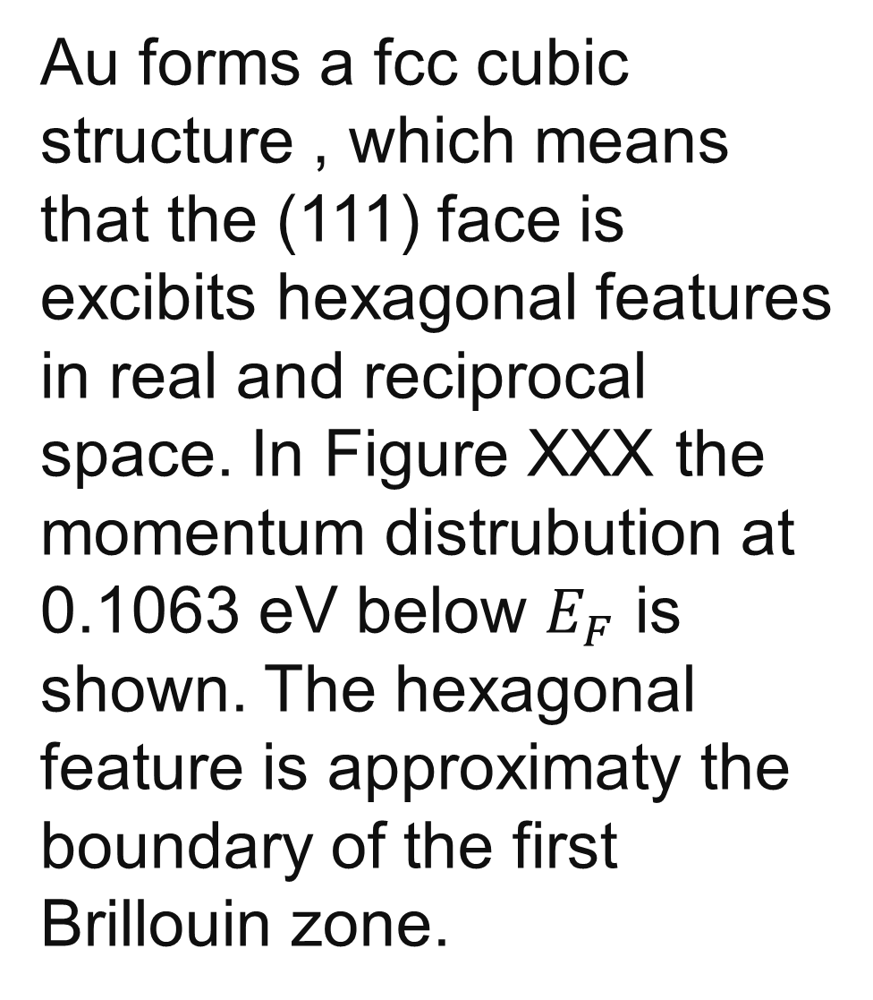 Au forms a fcc cubic
structure , which means
that the (111) face is
excibits hexagonal features
in real and reciprocal
space. In Figure XXX the
momentum distrubution at
0.1063 eV below E_F is
shown. The hexagonal
feature is approximaty the
boundary of the first
Brillouin zone.